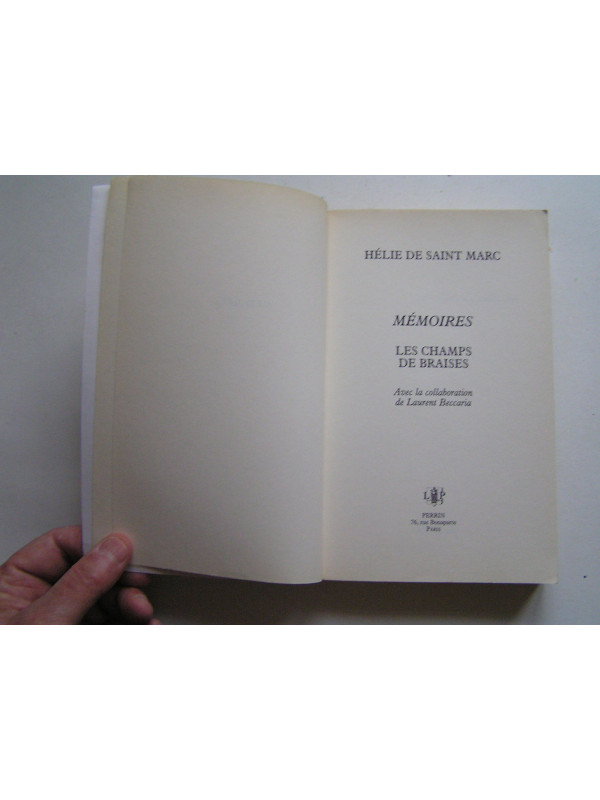 HÉLIE DE SAINT MARC
MÉMOIRES
LES CHAMPS
DE BRAISES
Avec la collaboration
de Laurent Beccaria
L P
PERRIN
76, rue Bonaparte
PARIS